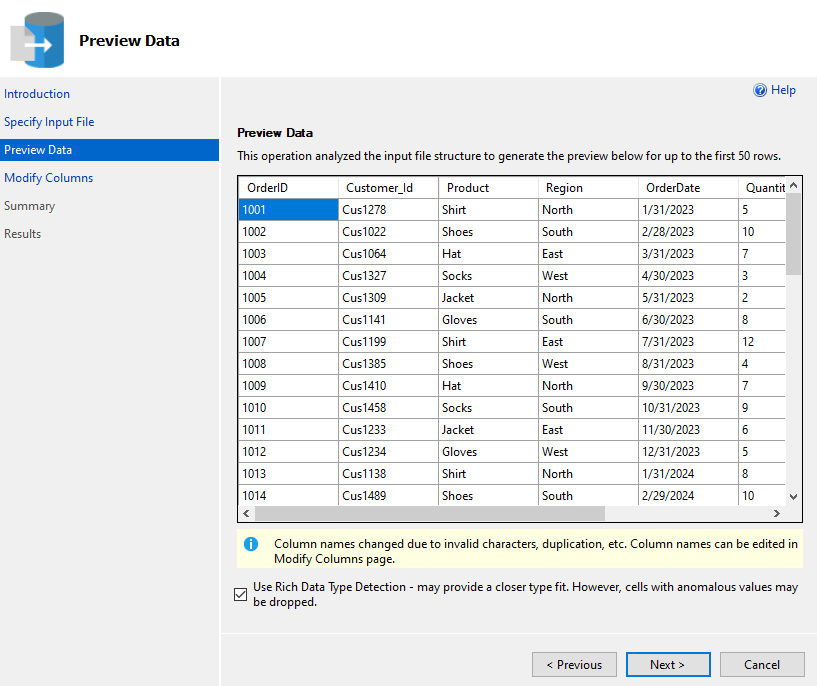 Preview Data
Introduction
Specify Input File
Preview Data
Modify Columns
Summary
Results
Help
Preview Data
This operation analyzed the input file structure to generate the preview below for up to the first 50 rows.
OrderID Customer_Id Product Region OrderDate Quantit
1001 Cus1278 Shirt North 1/31/2023 5
1002 Cus1022 Shoes South 2/28/2023 10
1003 Cus1064 Hat East 3/31/2023 7
1004 Cus1327 Socks West 4/30/2023 3
1005 Cus1309 Jacket North 5/31/2023 2
1006 Cus1141 Gloves South 6/30/2023 8
1007 Cus1199 Shirt East 7/31/2023 12
1008 Cus1385 Shoes West 8/31/2023 4
1009 Cus1410 Hat North 9/30/2023 7
1010 Cus1458 Socks South 10/31/2023 9
1011 Cus1233 Jacket East 11/30/2023 6
1012 Cus1234 Gloves West 12/31/2023 5
1013 Cus1138 Shirt North 1/31/2024 8
1014 Cus1489 Shoes South 2/29/2024 10
Column names changed due to invalid characters, duplication, etc. Column names can be edited in
Modify Columns page.
Use Rich Data Type Detection - may provide a closer type fit. However, cells with anomalous values may
be dropped.
< Previous Next > Cancel